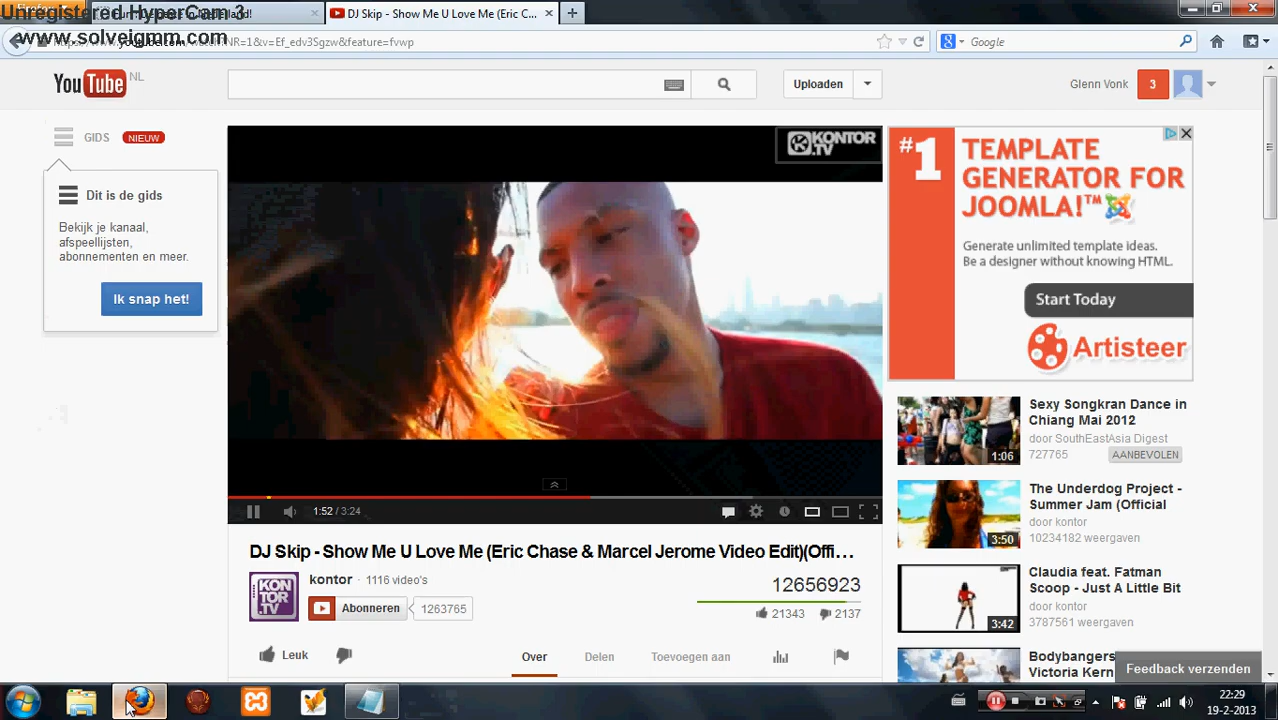 Unregistered HyperCam 3
www.solveigmm.com
DJ Skip - Show Me U Love Me (Eric C...
Google
YouTube NL
Uploaden
Glenn Vonk
3
GIDS NIEUW
Dit is de gids
Bekijk je kanaal,
afspeellijsten,
abonnementen en meer.
Ik snap het!
KONTOR.TV
1:52 / 3:24
DJ Skip - Show Me U Love Me (Eric Chase & Marcel Jerome Video Edit)(Offi...
kontor · 1116 video's
KONTOR.TV
Abonneren 1263765
12656923
21343 2137
Leuk
Over Delen Toevoegen aan
#1 TEMPLATE
GENERATOR FOR
JOOMLA!™
Generate unlimited template ideas.
Be a designer without knowing HTML.
Start Today
Artisteer
Sexy Songkran Dance in
Chiang Mai 2012
door SouthEastAsia Digest
727765 AANBEVOLEN
1:06
The Underdog Project -
Summer Jam (Official
door kontor
10234182 weergaven
3:50
Claudia feat. Fatman
Scoop - Just A Little Bit
door kontor
3787561 weergaven
3:42
Bodybangers
Victoria Kern
Feedback verzenden
22:29
19-2-2013